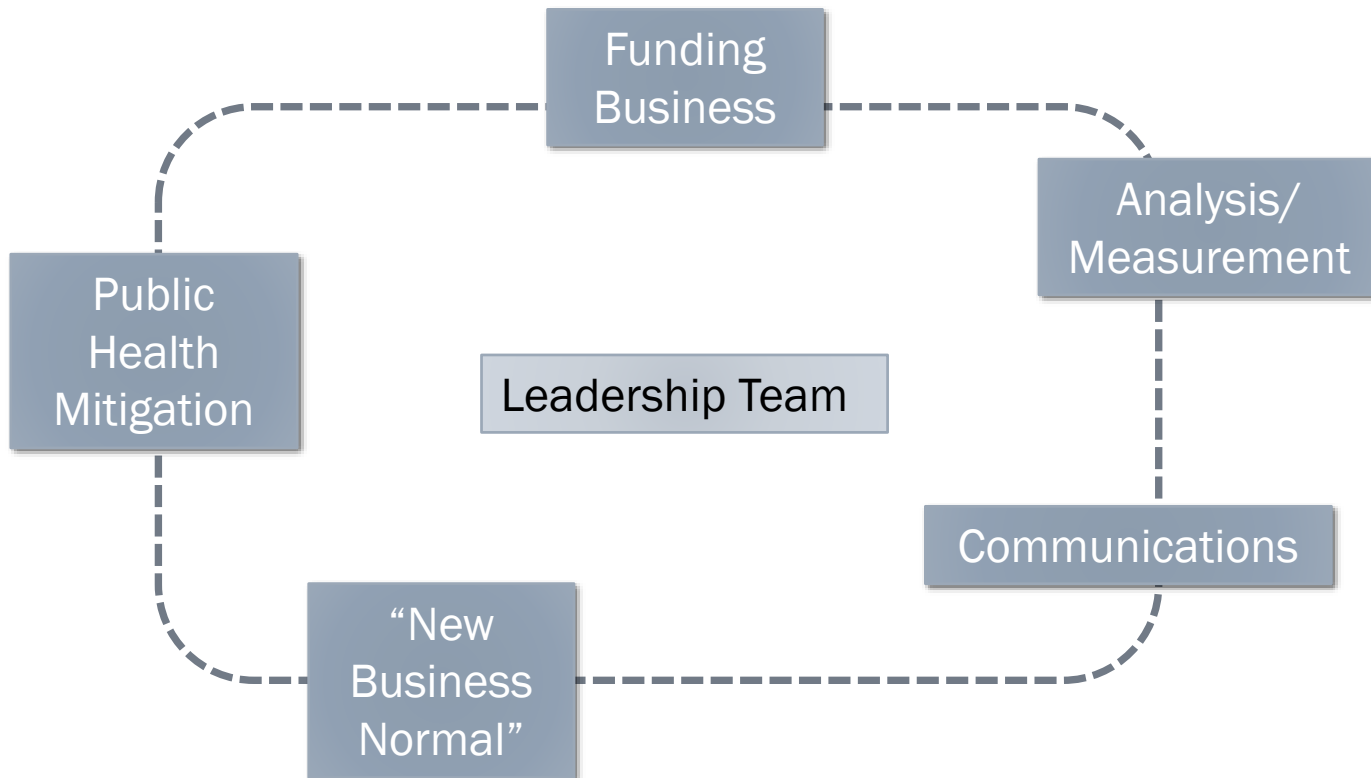 Funding
Business
Analysis/
Measurement
Public
Health
Mitigation
Leadership Team
Communications
“New
Business
Normal”